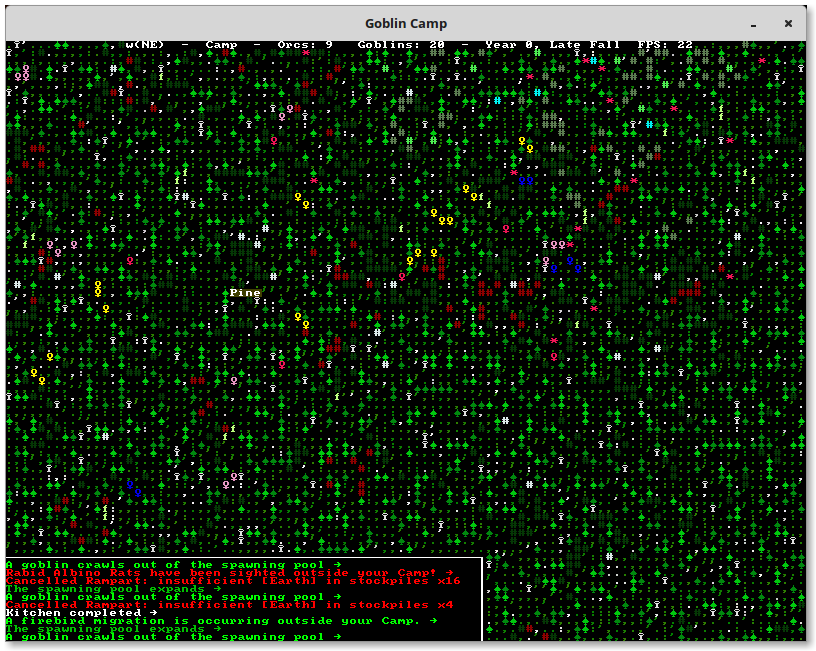 Goblin Camp
w(NE) - Camp - Orcs: 9 Goblins: 20 - Year 0, Late Fall FPS: 22
Pine
A goblin crawls out of the spawning pool →
Rabid Albino Rats have been sighted outside your Camp! →
Cancelled Rampart: insufficient [Earth] in stockpiles x16
The spawning pool expands →
A goblin crawls out of the spawning pool →
Cancelled Rampart: insufficient [Earth] in stockpiles x4
Kitchen completed →
A firebird migration is occurring outside your Camp. →
The spawning pool expands →
A goblin crawls out of the spawning pool →